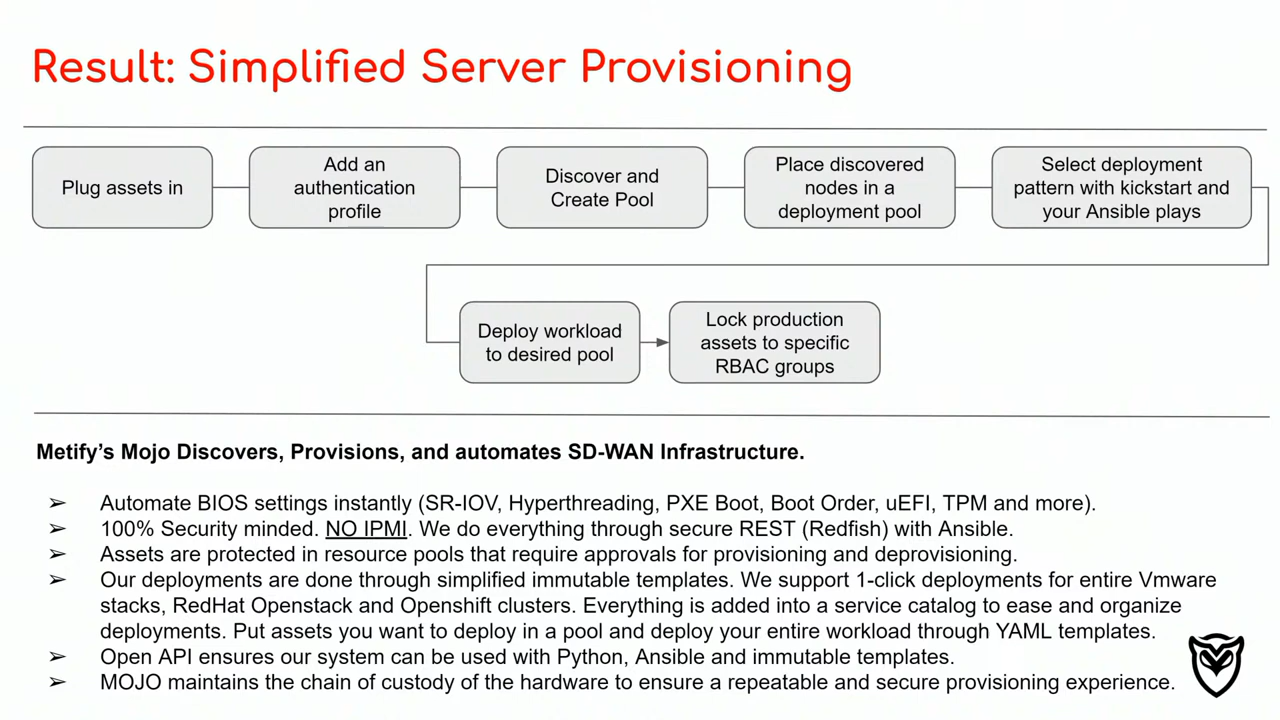 Result: Simplified Server Provisioning
Plug assets in
Add an
authentication
profile
Discover and
Create Pool
Place discovered
nodes in a
deployment pool
Select deployment
pattern with kickstart and
your Ansible plays
Deploy workload
to desired pool
Lock production
assets to specific
RBAC groups
Metify’s Mojo Discovers, Provisions, and automates SD-WAN Infrastructure.
➢ Automate BIOS settings instantly (SR-IOV, Hyperthreading, PXE Boot, Boot Order, uEFI, TPM and more).
➢ 100% Security minded. NO IPMI. We do everything through secure REST (Redfish) with Ansible.
➢ Assets are protected in resource pools that require approvals for provisioning and deprovisioning.
➢ Our deployments are done through simplified immutable templates. We support 1-click deployments for entire Vmware
stacks, RedHat Openstack and Openshift clusters. Everything is added into a service catalog to ease and organize
deployments. Put assets you want to deploy in a pool and deploy your entire workload through YAML templates.
➢ Open API ensures our system can be used with Python, Ansible and immutable templates.
➢ MOJO maintains the chain of custody of the hardware to ensure a repeatable and secure provisioning experience.